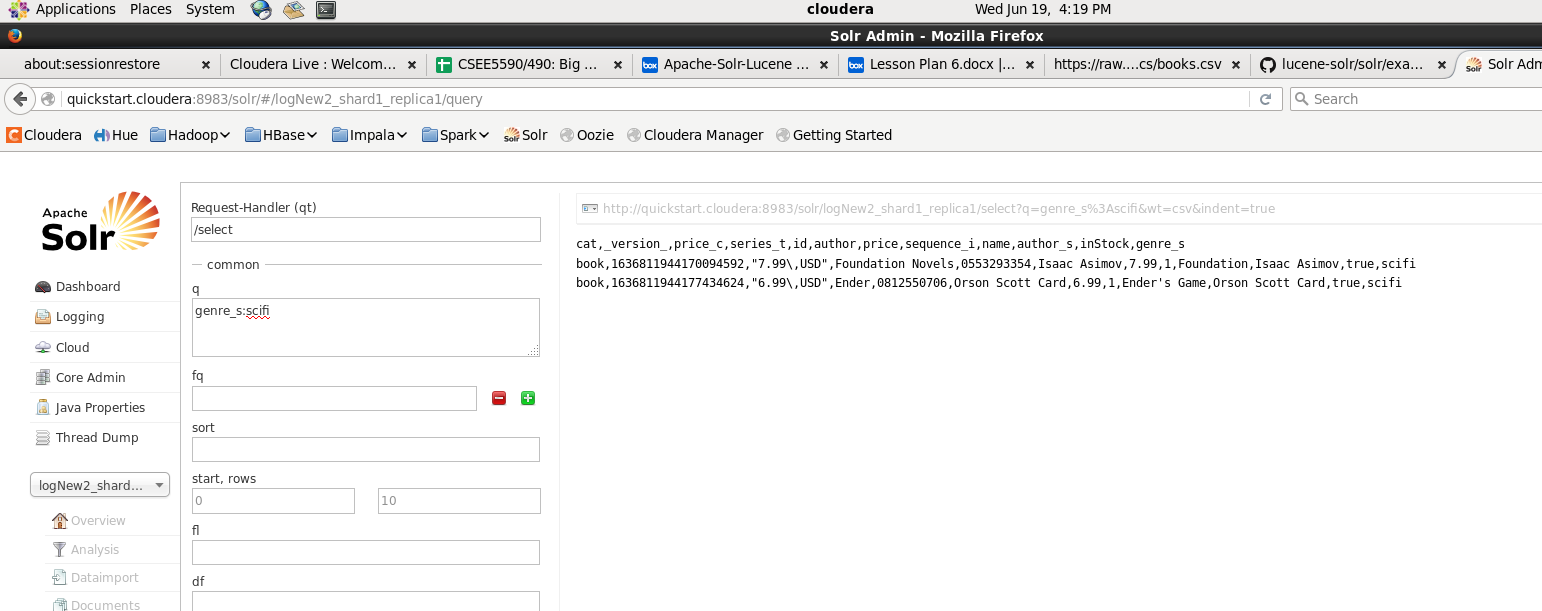 Applications Places System cloudera Wed Jun 19, 4:19 PM
Solr Admin - Mozilla Firefox
about:sessionrestore Cloudera Live : Welcom... CSEE5590/490: Big ... Apache-Solr-Lucene ... Lesson Plan 6.docx |... https://raw....cs/books.csv lucene-solr/solr/exa... Solr Adm
quickstart.cloudera:8983/solr/#/logNew2_shard1_replica1/query Search
Cloudera Hue Hadoop HBase Impala Spark Solr Oozie Cloudera Manager Getting Started
Apache
Solr
Dashboard
Logging
Cloud
Core Admin
Java Properties
Thread Dump
logNew2_shard...
Overview
Analysis
Dataimport
Documents
Request-Handler (qt)
/select
common
q
genre_s:scifi
fq
sort
start, rows
0 10
fl
df
http://quickstart.cloudera:8983/solr/logNew2_shard1_replica1/select?q=genre_s%3Ascifi&wt=csv&indent=true
cat,_version_,price_c,series_t,id,author,price,sequence_i,name,author_s,inStock,genre_s
book,1636811944170094592,"7.99\,USD",Foundation Novels,0553293354,Isaac Asimov,7.99,1,Foundation,Isaac Asimov,true,scifi
book,1636811944177434624,"6.99\,USD",Ender,0812550706,Orson Scott Card,6.99,1,Ender's Game,Orson Scott Card,true,scifi